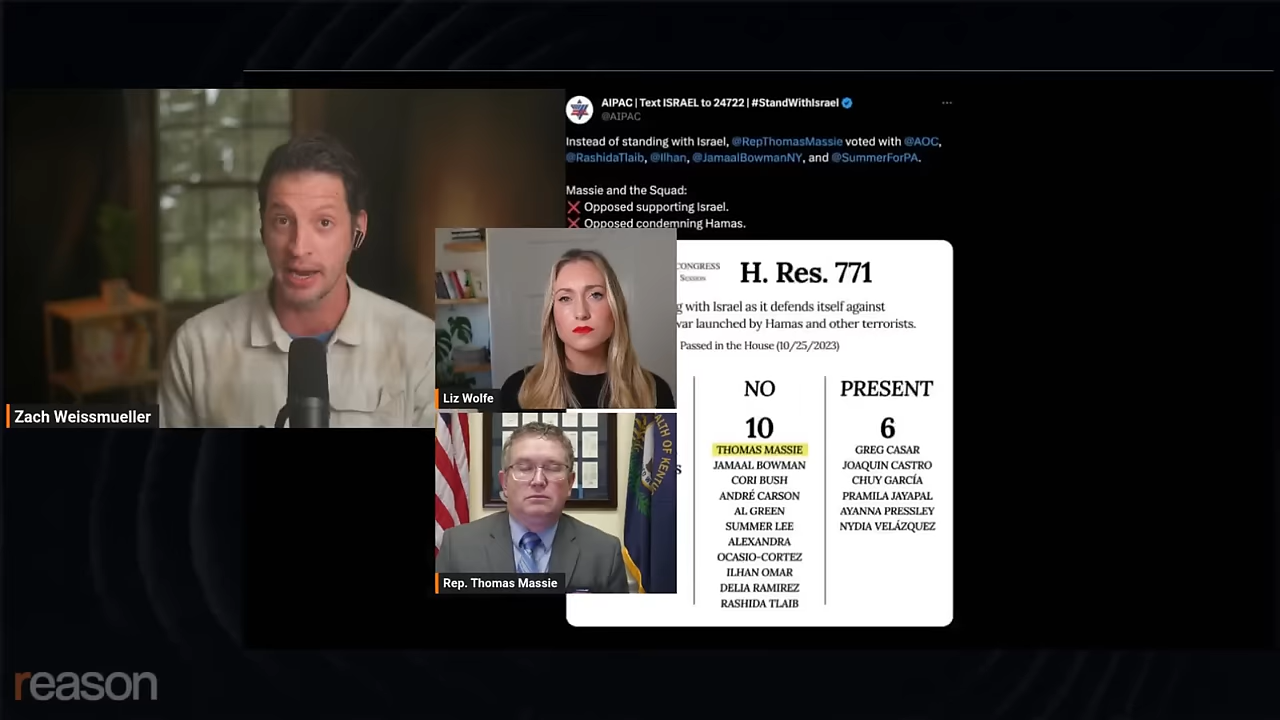 AIPAC | Text ISRAEL to 24722 | #StandWithIsrael
@AIPAC
Instead of standing with Israel, @RepThomasMassie voted with @AOC,
@RashidaTlaib, @Ilhan, @JamaalBowmanNY, and @SummerForPA.
Massie and the Squad:
❌ Opposed supporting Israel.
❌ Opposed condemning Hamas.
CONGRESS
Session
H. Res. 771
g with Israel as it defends itself against
war launched by Hamas and other terrorists.
Passed in the House (10/25/2023)
NO
10
THOMAS MASSIE
JAMAAL BOWMAN
CORI BUSH
ANDRÉ CARSON
AL GREEN
SUMMER LEE
ALEXANDRA
OCASIO-CORTEZ
ILHAN OMAR
DELIA RAMIREZ
RASHIDA TLAIB
PRESENT
6
GREG CASAR
JOAQUIN CASTRO
CHUY GARCÍA
PRAMILA JAYAPAL
AYANNA PRESSLEY
NYDIA VELÁZQUEZ
Zach Weissmueller
Liz Wolfe
Rep. Thomas Massie
reason